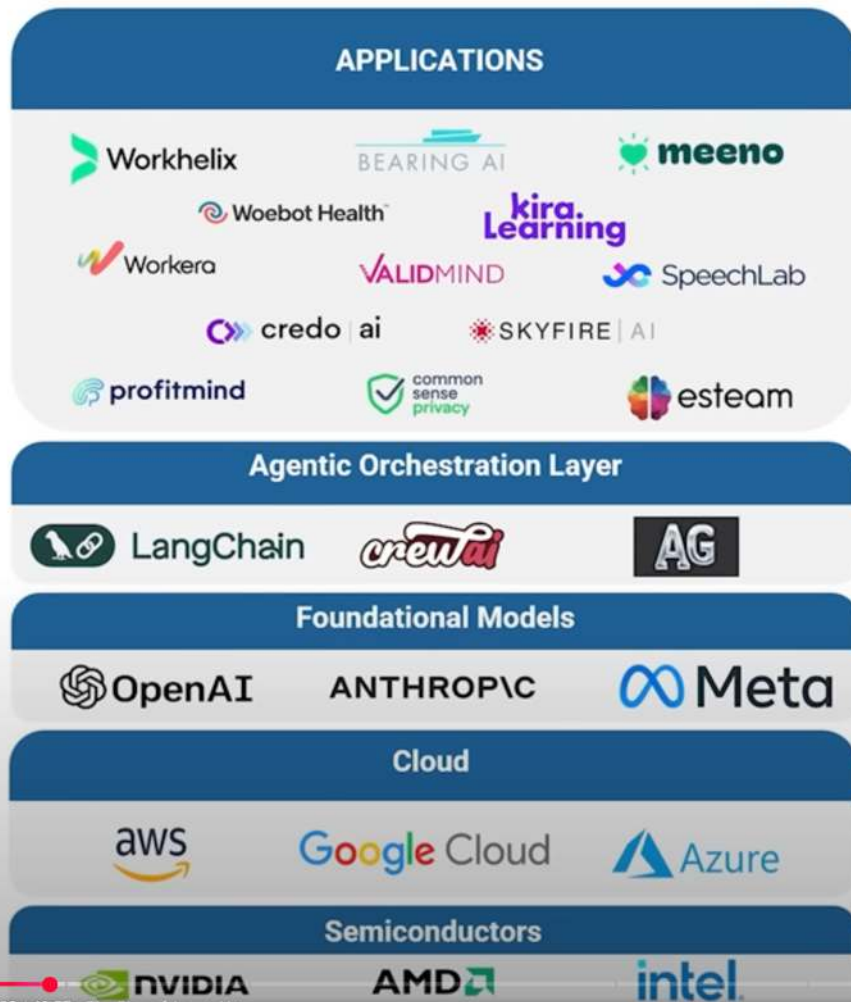 APPLICATIONS
Workhelix
BEARING AI
meeno
Woebot Health™
kira.
Learning
Workera
VALIDMIND
SpeechLab
credo | ai
SKYFIRE | AI
profitmind
common
sense
privacy
esteam
Agentic Orchestration Layer
LangChain
crewai
AG
Foundational Models
OpenAI
ANTHROP\C
Meta
Cloud
aws
Google Cloud
Azure
Semiconductors
NVIDIA
AMD
intel